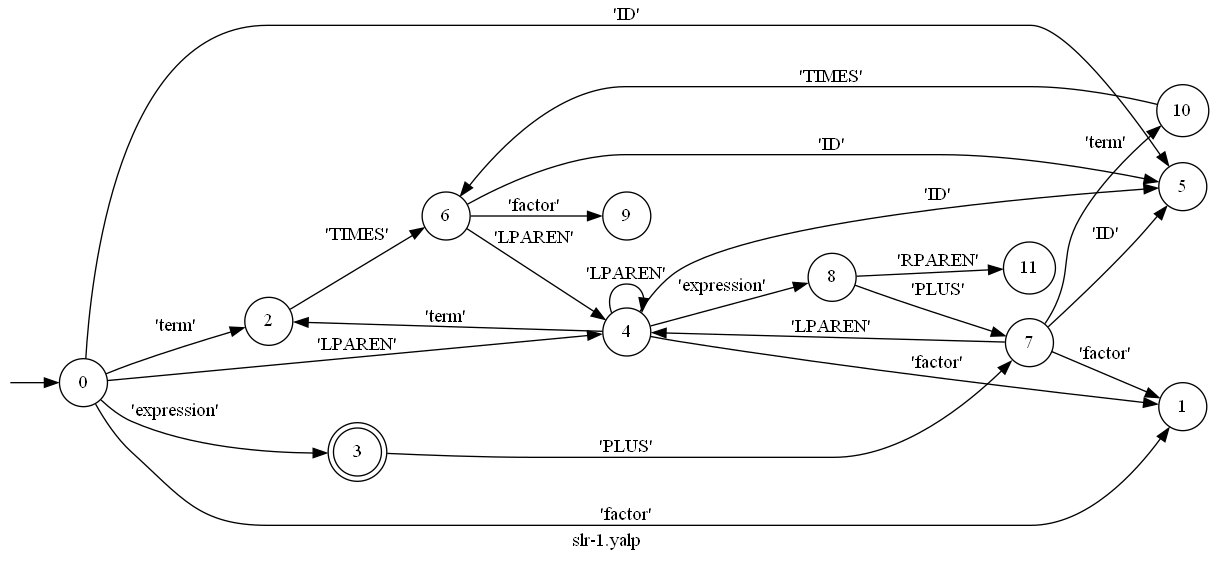 'ID'
'TIMES'
10
'term'
'ID'
5
'ID'
6
'factor'
9
'LPAREN'
'ID'
'TIMES'
'LPAREN'
'RPAREN'
11
'expression'
8
'PLUS'
2
'term'
4
'LPAREN'
7
'term'
'LPAREN'
'factor'
'factor'
0
1
'expression'
3
'PLUS'
'factor'
slr-1.yalp